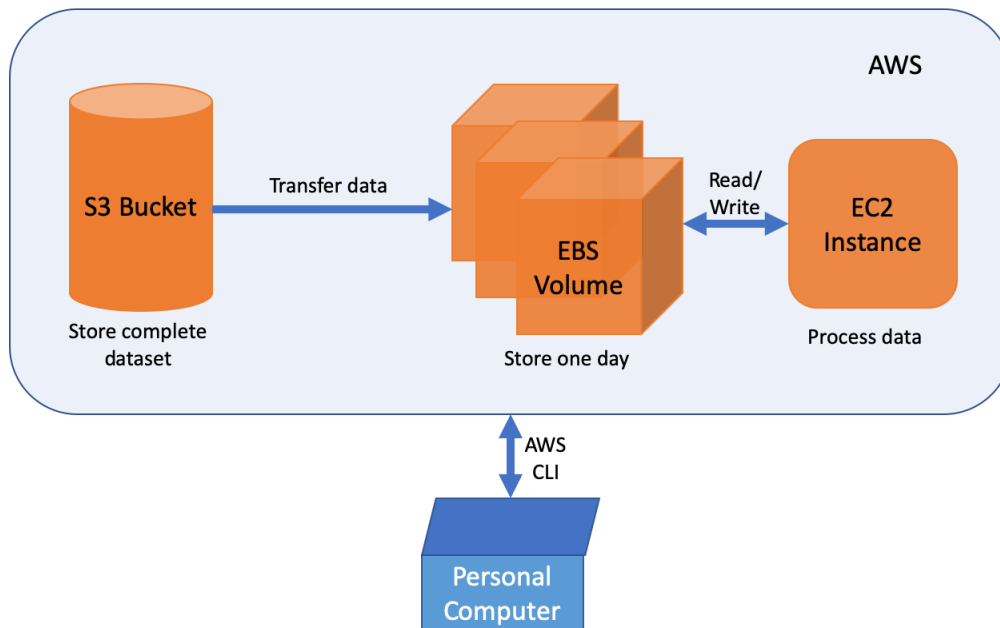 AWS
S3 Bucket
Transfer data
EBS
Volume
Read/
Write
EC2
Instance
Store complete
dataset
Store one day
Process data
AWS
CLI
Personal
Computer